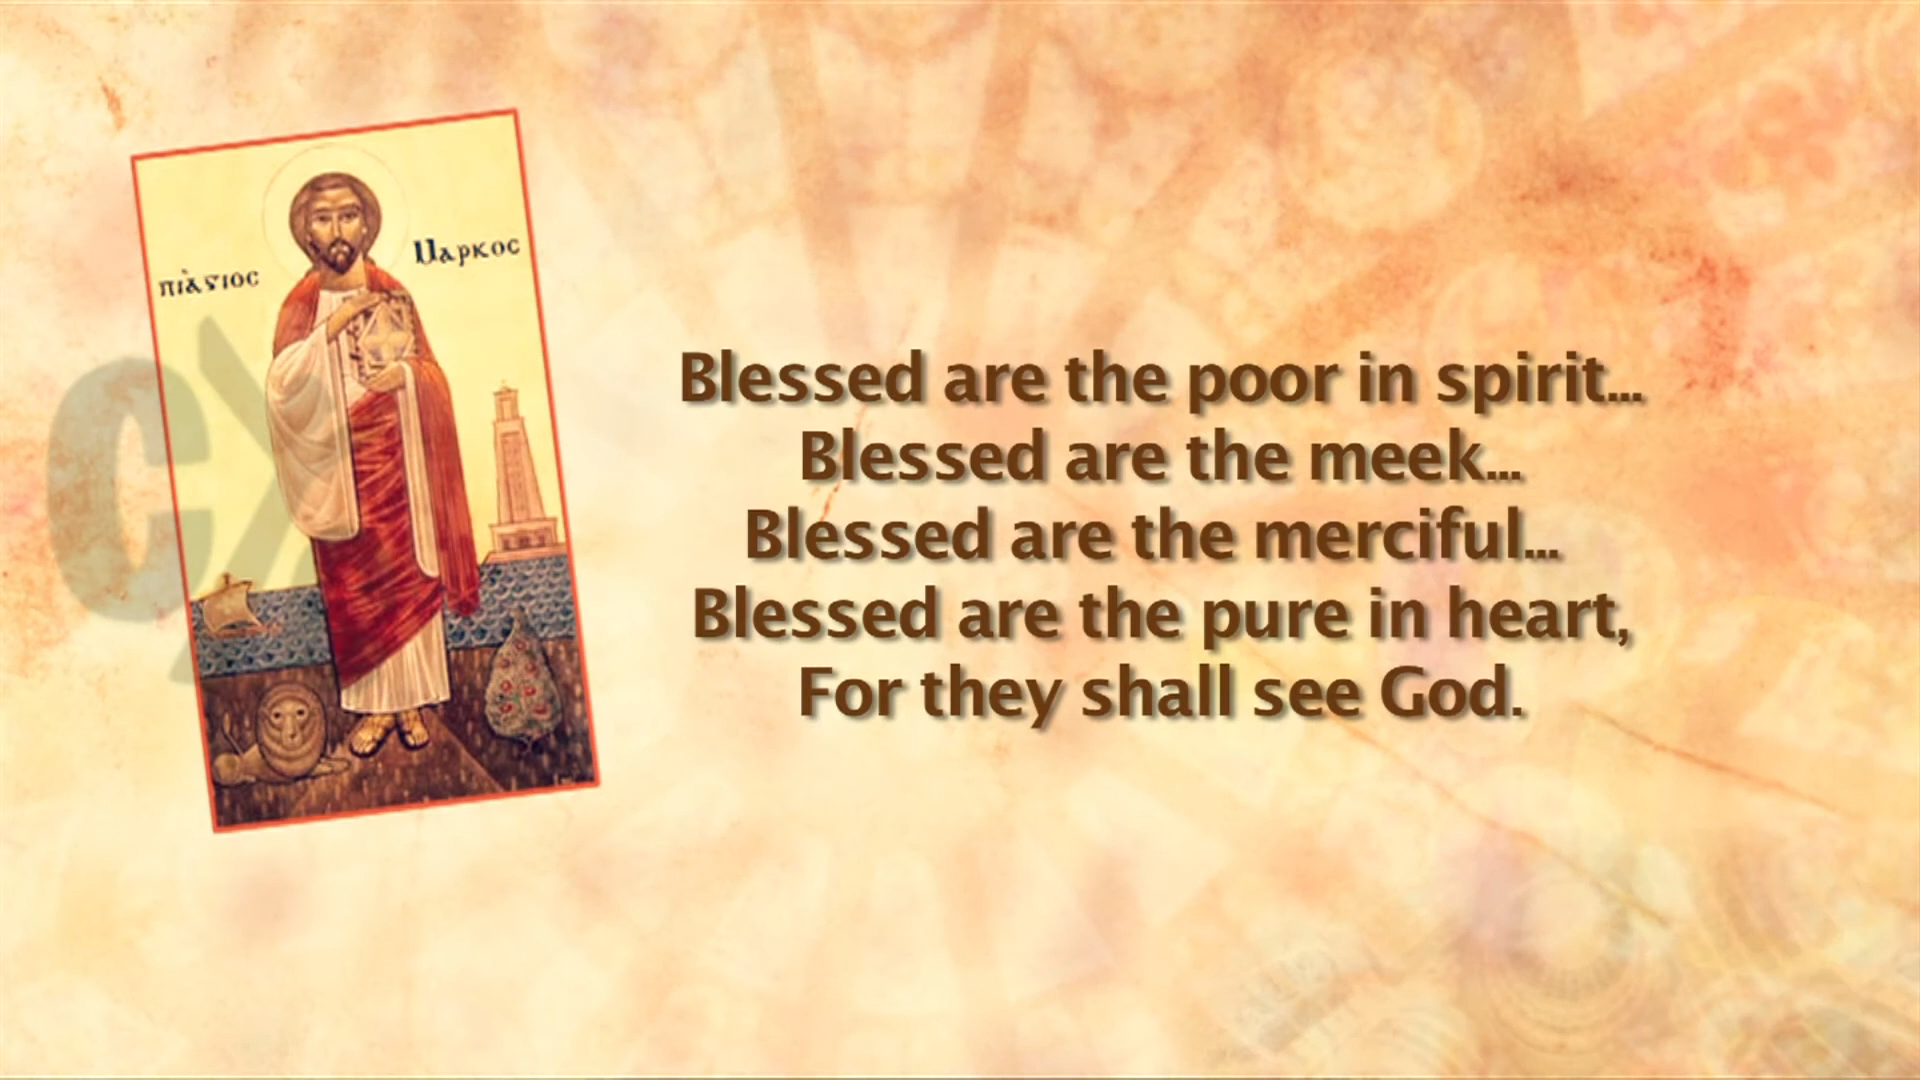 ⲡⲓⲁ̀ⲅⲓⲟⲥ
Ⲙⲁⲣⲕⲟⲥ
Blessed are the poor in spirit...
Blessed are the meek...
Blessed are the merciful...
Blessed are the pure in heart,
For they shall see God.